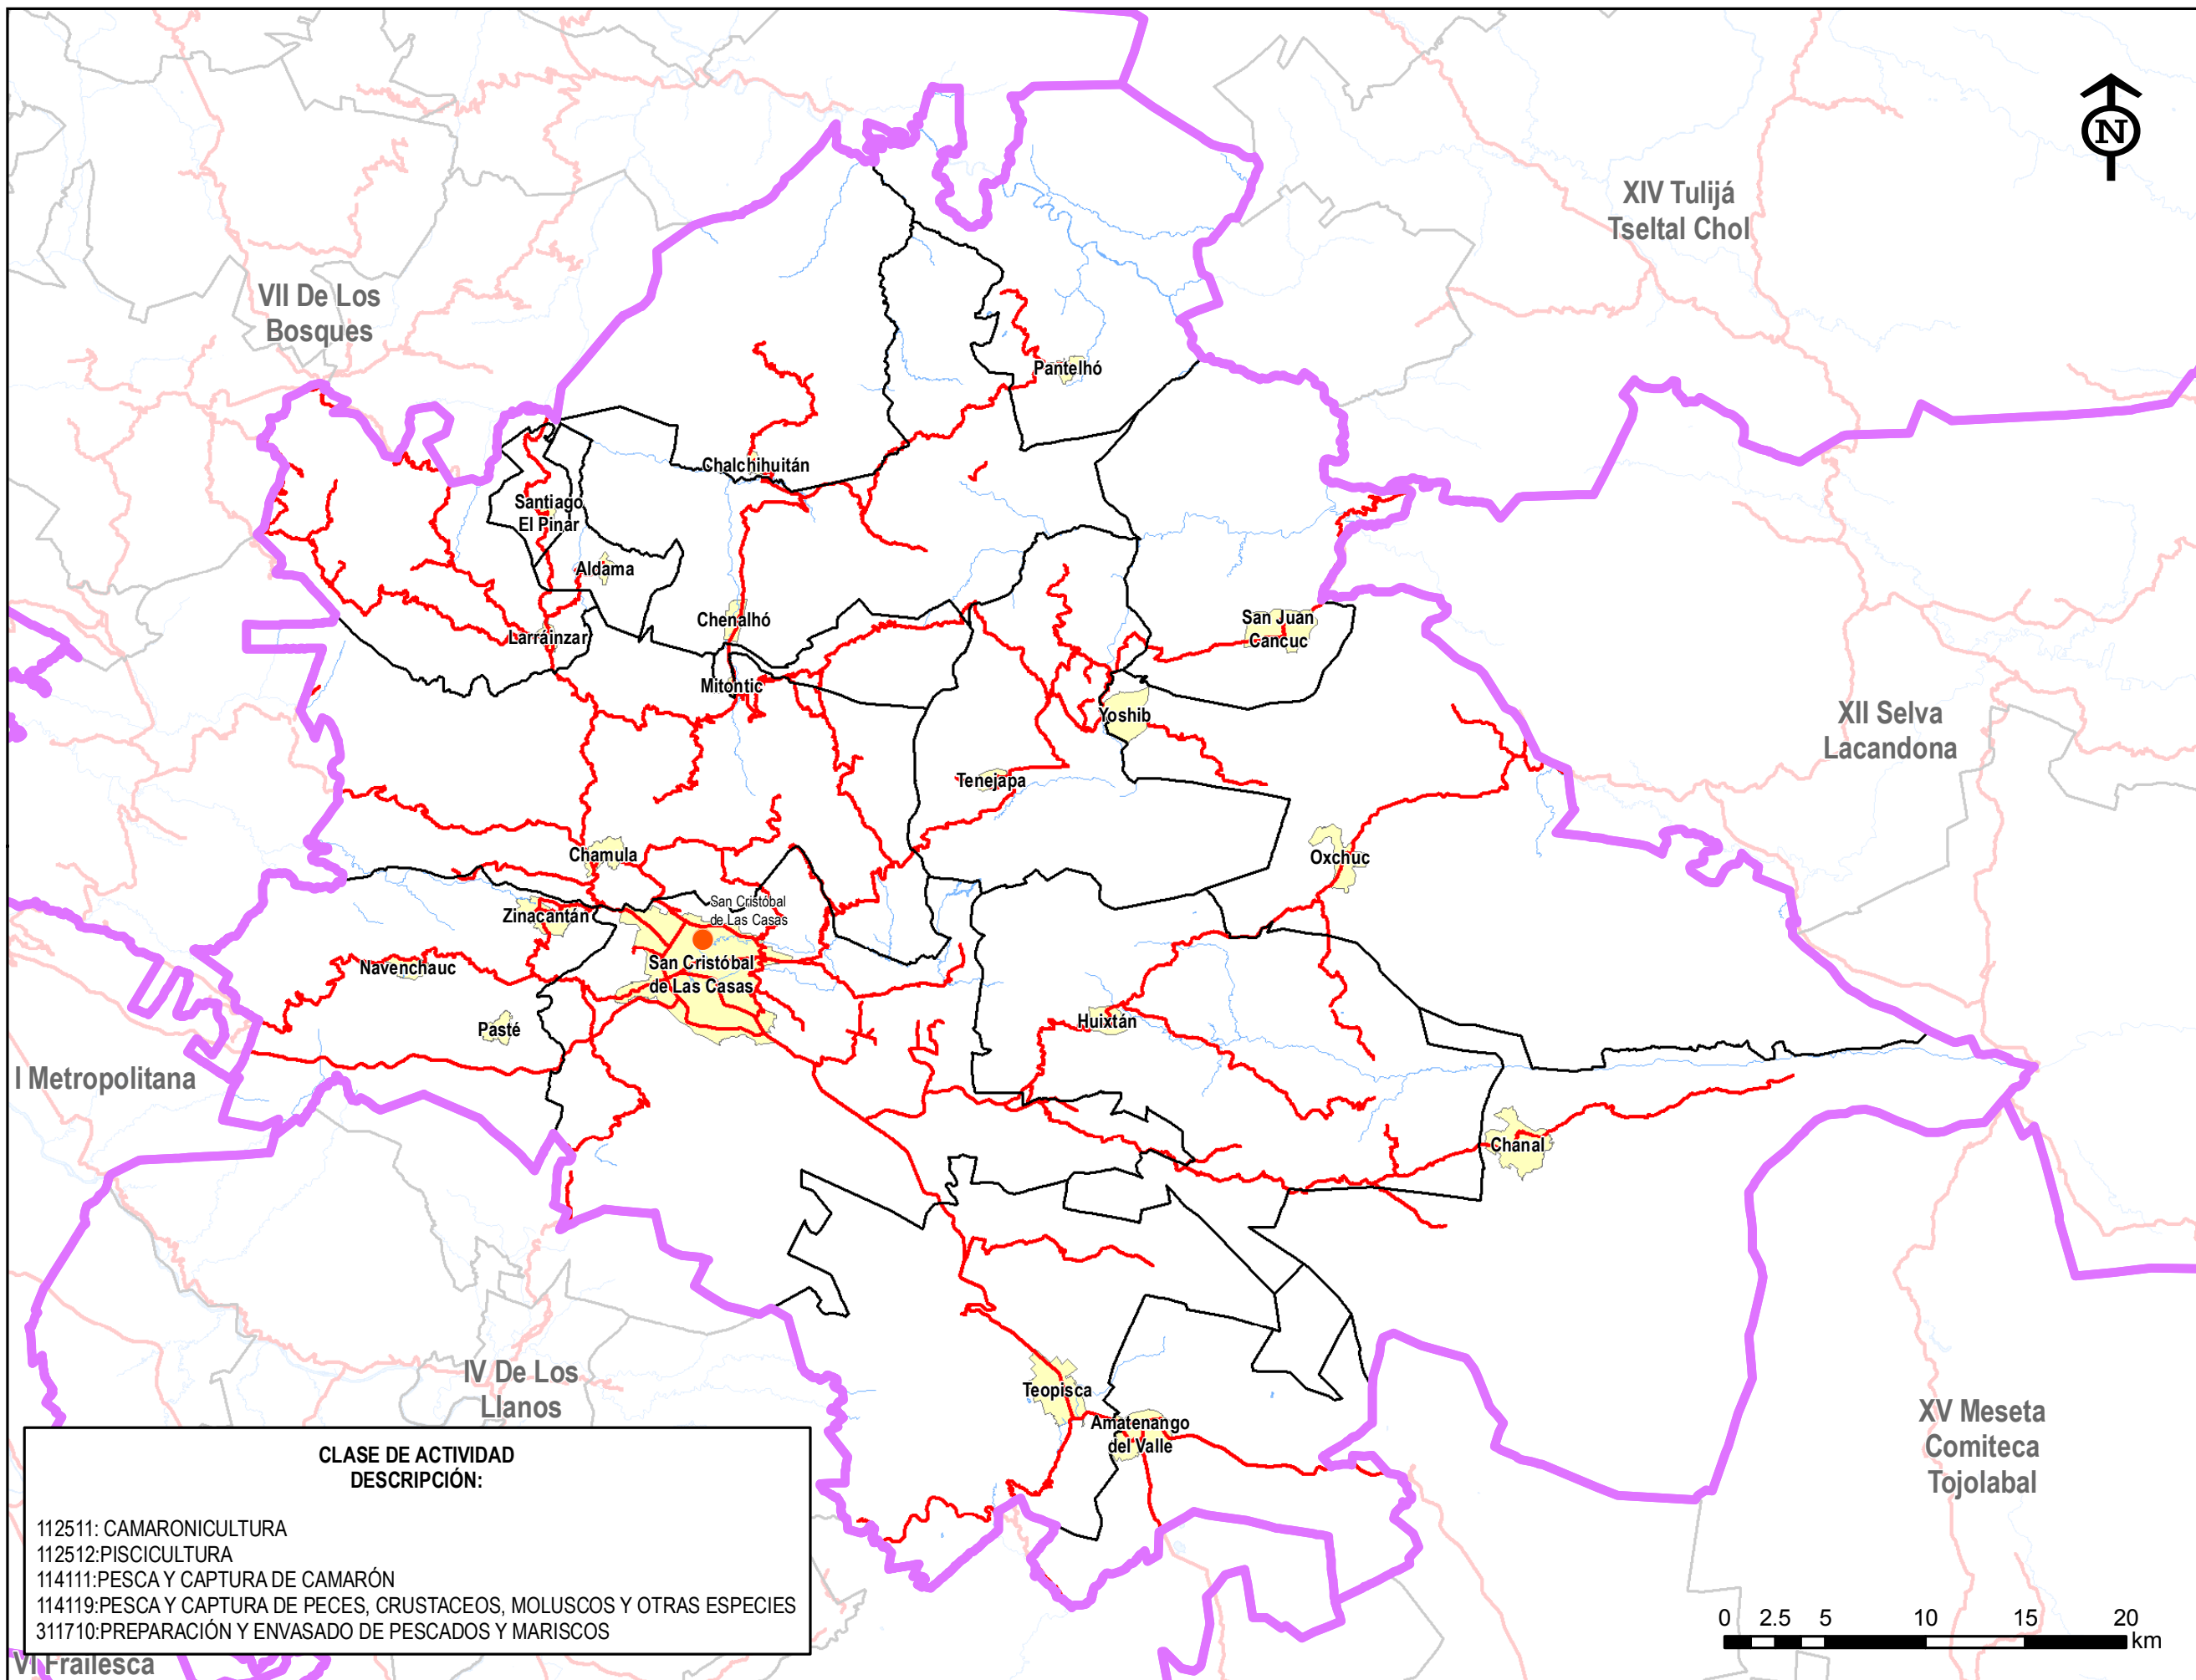 N
XIV Tulijá
Tseltal Chol
VII De Los
Bosques
Pantelhó
Chalchihuitán
Santiago
El Pinar
Aldama
Chenalhó
San Juan
Cancuc
Larráinzar
Mitontic
Yoshib
XII Selva
Lacandona
Tenejapa
Chamula
Oxchuc
San Cristóbal
de Las Casas
Zinacantán
San Cristóbal
de Las Casas
Navenchauc
Pasté
Huixtán
I Metropolitana
Chanal
IV De Los
Llanos
Teopisca
Amatenango
del Valle
XV Meseta
Comiteca
Tojolabal
CLASE DE ACTIVIDAD
DESCRIPCIÓN:
112511: CAMARONICULTURA
112512:PISCICULTURA
114111:PESCA Y CAPTURA DE CAMARÓN
114119:PESCA Y CAPTURA DE PECES, CRUSTACEOS, MOLUSCOS Y OTRAS ESPECIES
311710:PREPARACIÓN Y ENVASADO DE PESCADOS Y MARISCOS
0 2.5 5 10 15 20
km
VI Frailesca